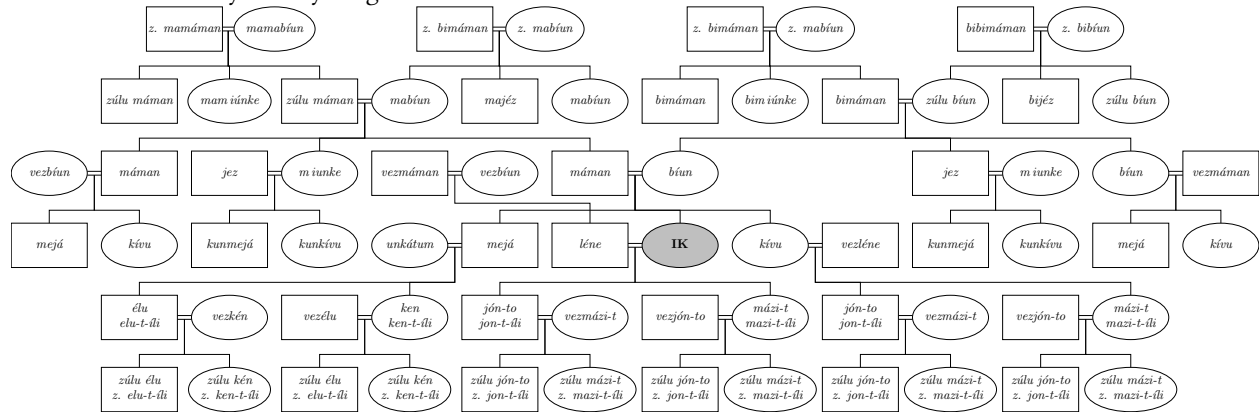 z. mamáman mamabíun z. bimáman z. mabíun z. bimáman z. mabíun bibimáman z. bibíun
zúlu máman mam iúnke zúlu máman mabíun majéz mabíun bimáman bim iúnke bimáman zúlu bíun bijéz zúlu bíun
vezbíun máman jez m iunke vezmáman vezbíun máman bíun jez m iunke bíun vezmáman
mejá kívu kunmejá kunkívu unkátum mejá léne IK kívu vezléne kunmejá kunkívu mejá kívu
élu vezkén vezélu ken jón-to vezmázi-t vezjón-to mázi-t jón-to vezmázi-t vezjón-to mázi-t
elu-t-íli ken-t-íli jon-t-íli mazi-t-íli jon-t-íli mazi-t-íli
zúlu élu zúlu kén zúlu élu zúlu kén zúlu jón-to zúlu mázi-t zúlu jón-to zúlu mázi-t zúlu jón-to zúlu mázi-t zúlu jón-to zúlu mázi-t
z. elu-t-íli z. ken-t-íli z. elu-t-íli z. ken-t-íli z. jon-t-íli z. mazi-t-íli z. jon-t-íli z. mazi-t-íli z. jon-t-íli z. mazi-t-íli z. jon-t-íli z. mazi-t-íli